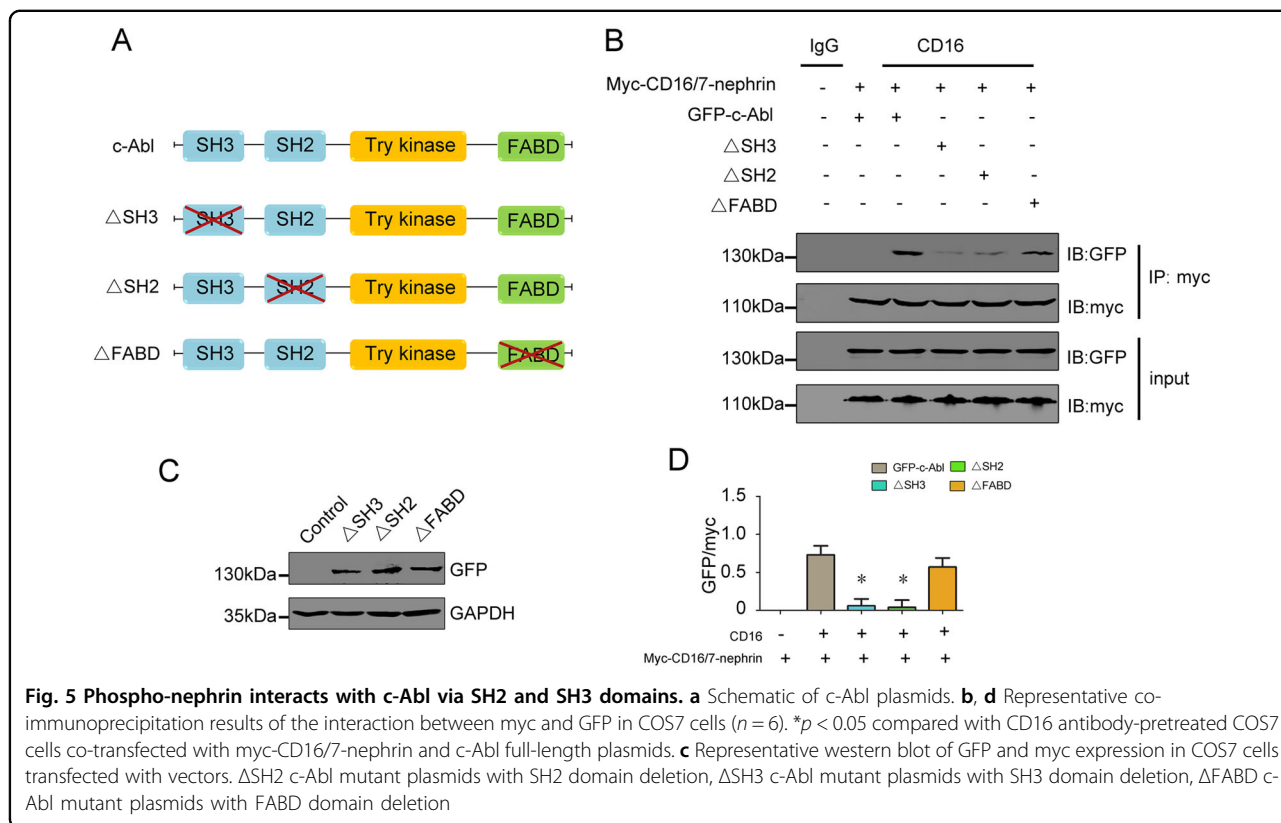 A
c-Abl SH3 SH2 Try kinase FABD
△SH3 SH3 SH2 Try kinase FABD
△SH2 SH3 SH2 Try kinase FABD
△FABD SH3 SH2 Try kinase FABD
B
IgG CD16
Myc-CD16/7-nephrin - + + + + +
GFP-c-Abl - + + - - -
△SH3 - - - + - -
△SH2 - - - - + -
△FABD - - - - - +
130kDa IB:GFP
110kDa IB:myc
IP: myc
130kDa IB:GFP
110kDa IB:myc
input
C
Control △SH3 △SH2 △FABD
130kDa GFP
35kDa GAPDH
D
GFP-c-Abl △SH2
△SH3 △FABD
GFP/myc
1.5
1.0
0.5
0
* *
CD16 - + + + +
Myc-CD16/7-nephrin + + + + +
Fig. 5 Phospho-nephrin interacts with c-Abl via SH2 and SH3 domains. a Schematic of c-Abl plasmids. b, d Representative co-
immunoprecipitation results of the interaction between myc and GFP in COS7 cells (n = 6). *p < 0.05 compared with CD16 antibody-pretreated COS7
cells co-transfected with myc-CD16/7-nephrin and c-Abl full-length plasmids. c Representative western blot of GFP and myc expression in COS7 cells
transfected with vectors. ΔSH2 c-Abl mutant plasmids with SH2 domain deletion, ΔSH3 c-Abl mutant plasmids with SH3 domain deletion, ΔFABD c-
Abl mutant plasmids with FABD domain deletion